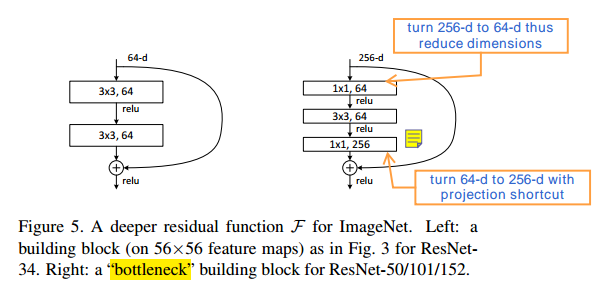 turn 256-d to 64-d thus
reduce dimensions
64-d
3x3, 64
relu
3x3, 64
+
relu
256-d
1x1, 64
relu
3x3, 64
relu
1x1, 256
+
relu
turn 64-d to 256-d with
projection shortcut
Figure 5. A deeper residual function F for ImageNet. Left: a
building block (on 56×56 feature maps) as in Fig. 3 for ResNet-
34. Right: a “bottleneck” building block for ResNet-50/101/152.